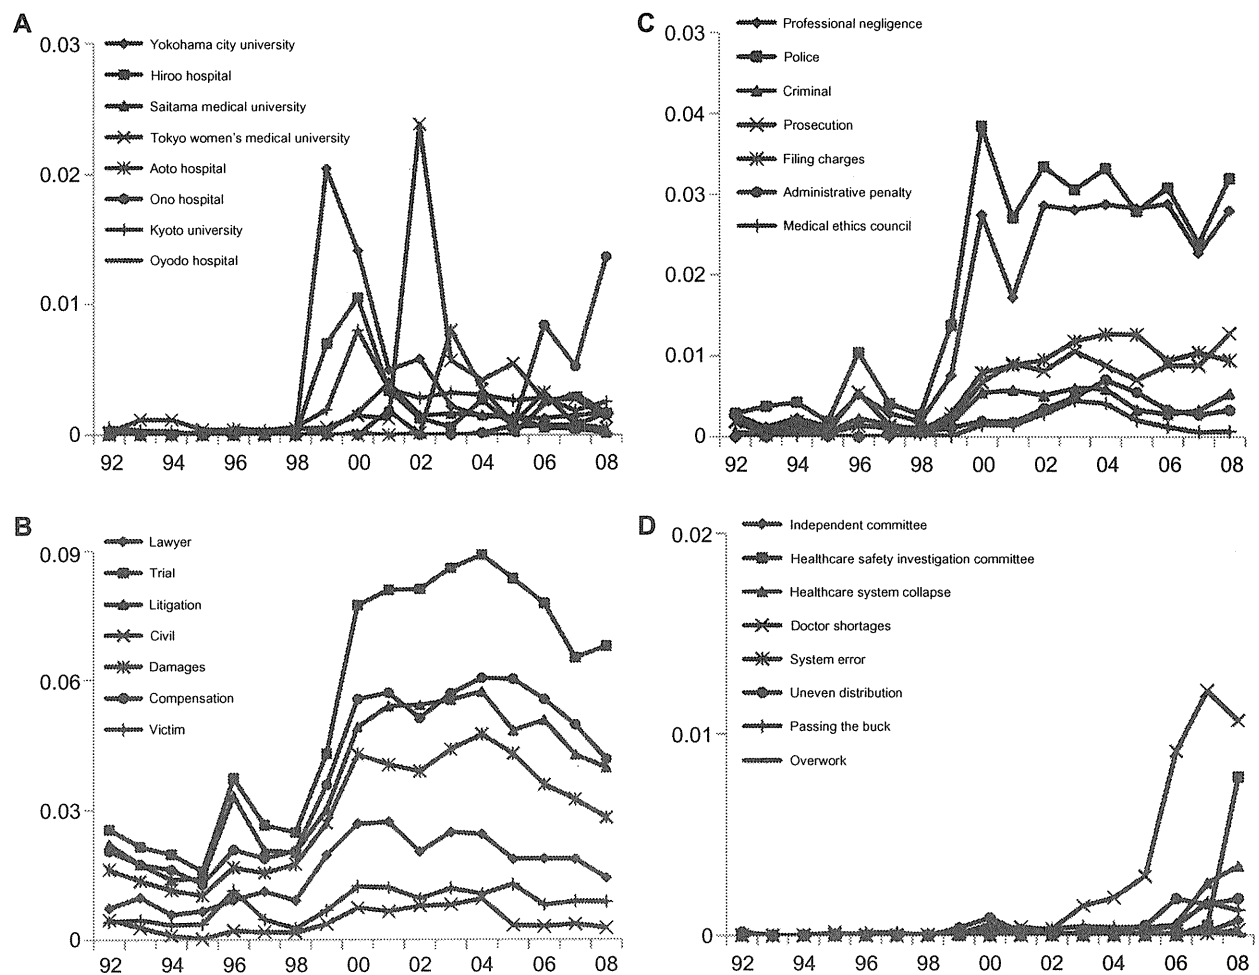 A
0.03
Yokohama city university
Hiroo hospital
Saitama medical university
Tokyo women's medical university
Aoto hospital
Ono hospital
Kyoto university
Oyodo hospital
0.02
0.01
0
92 94 96 98 00 02 04 06 08
B
0.09
Lawyer
Trial
Litigation
Civil
Damages
Compensation
Victim
0.06
0.03
0
92 94 96 98 00 02 04 06 08
C
0.03
Professional negligence
Police
Criminal
Prosecution
Filing charges
Administrative penalty
Medical ethics council
0.04
0.03
0.02
0.01
0
92 94 96 98 00 02 04 06 08
D
0.02
Independent committee
Healthcare safety investigation committee
Healthcare system collapse
Doctor shortages
System error
Uneven distribution
Passing the buck
Overwork
0.01
0
92 94 96 98 00 02 04 06 08